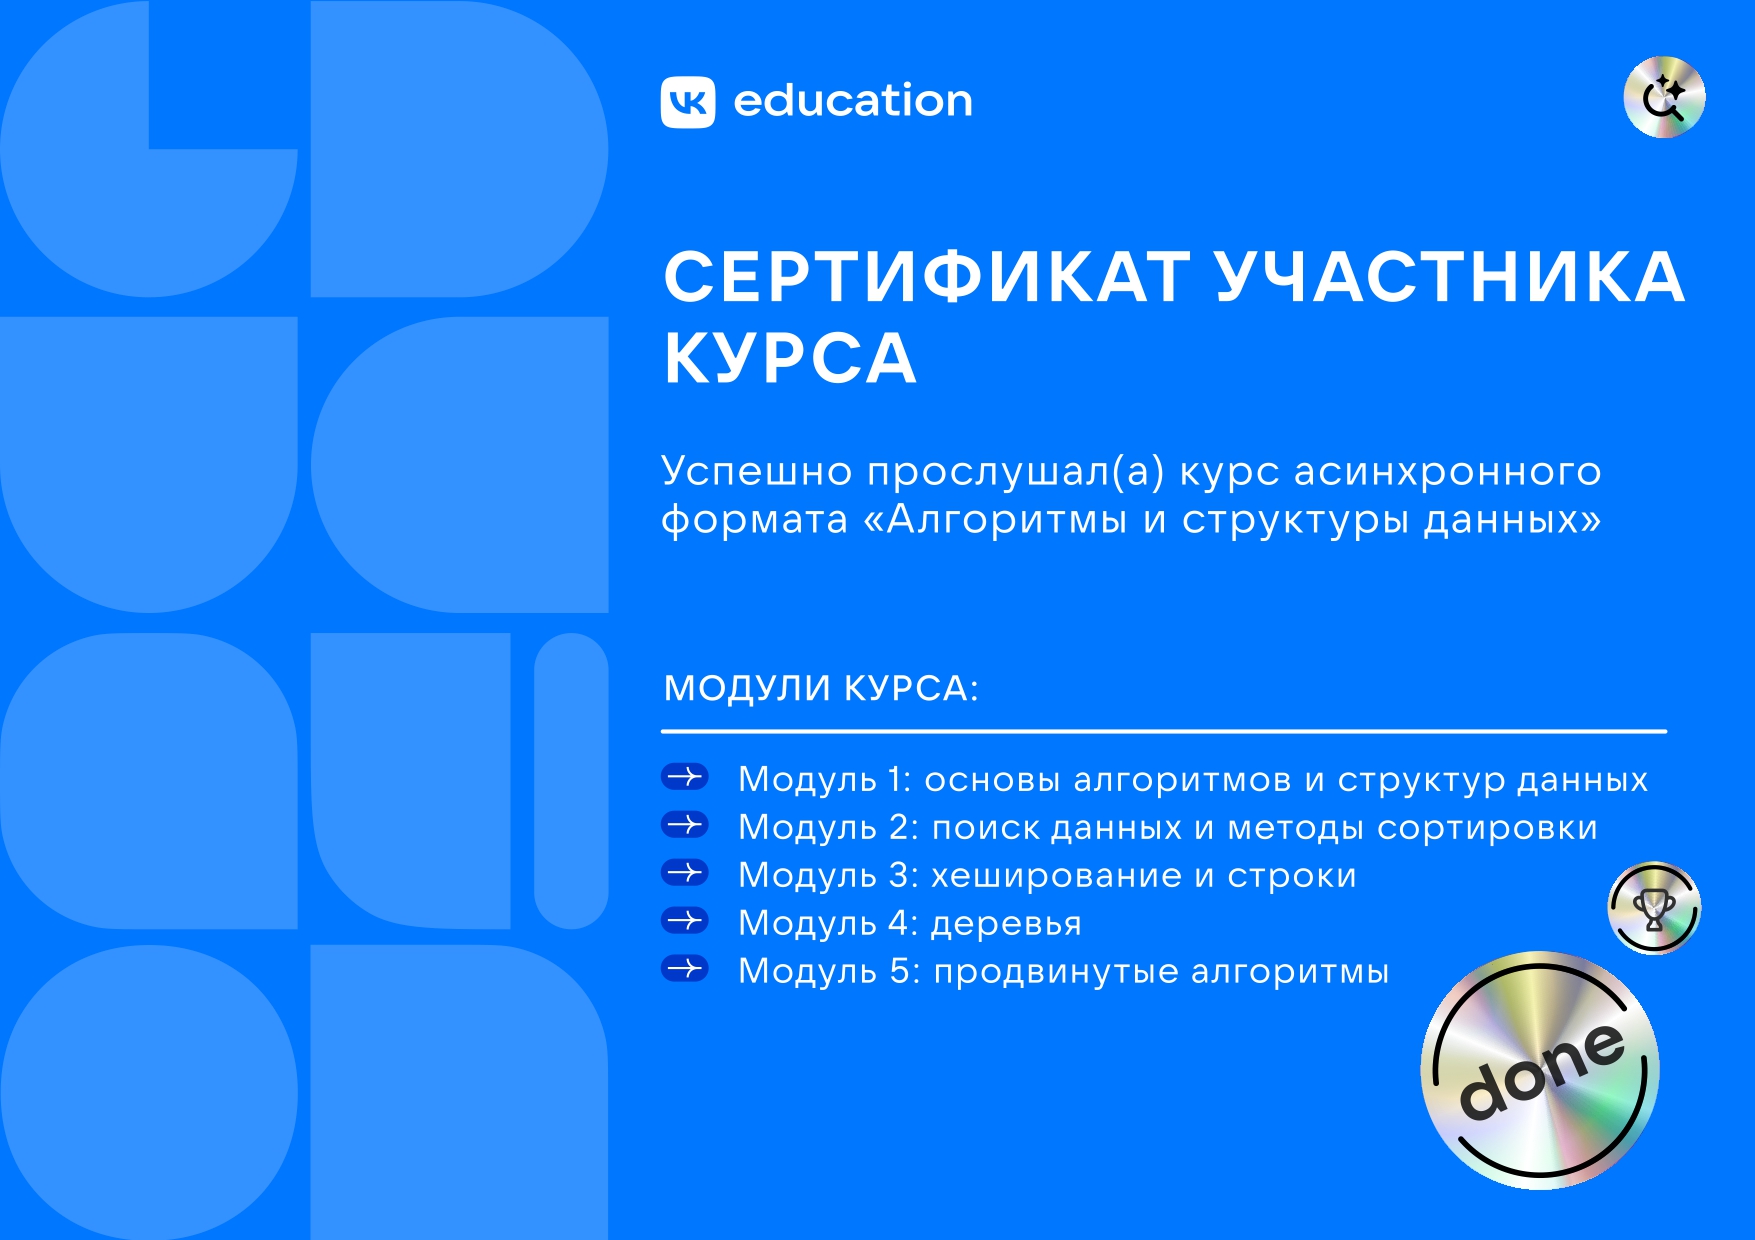 VK education
СЕРТИФИКАТ УЧАСТНИКА
КУРСА
Успешно прослушал(а) курс асинхронного
формата «Алгоритмы и структуры данных»
МОДУЛИ КУРСА:
Модуль 1: основы алгоритмов и структур данных
Модуль 2: поиск данных и методы сортировки
Модуль 3: хеширование и строки
Модуль 4: деревья
Модуль 5: продвинутые алгоритмы
done